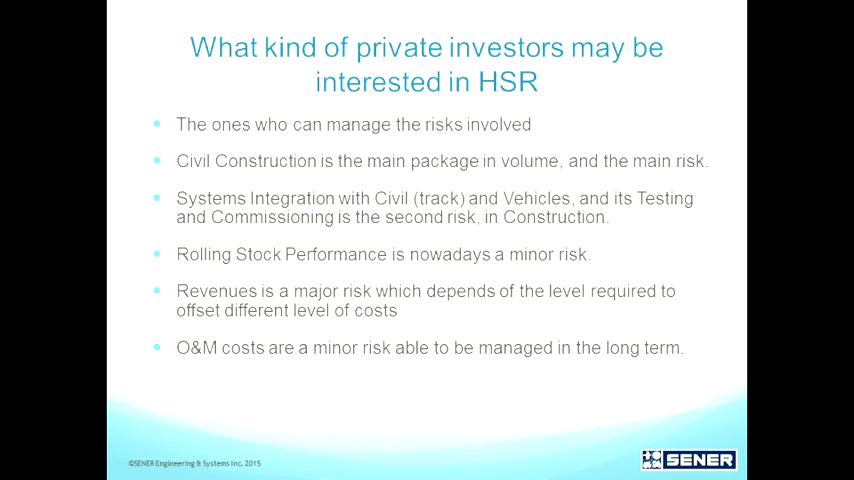 What kind of private investors may be
interested in HSR
• The ones who can manage the risks involved
• Civil Construction is the main package in volume, and the main risk.
• Systems Integration with Civil (track) and Vehicles, and its Testing
and Commissioning is the second risk, in Construction.
• Rolling Stock Performance is nowadays a minor risk.
• Revenues is a major risk which depends of the level required to
offset different level of costs
• O&M costs are a minor risk able to be managed in the long term.
©SENER Engineering & Systems Inc, 2015
SENER